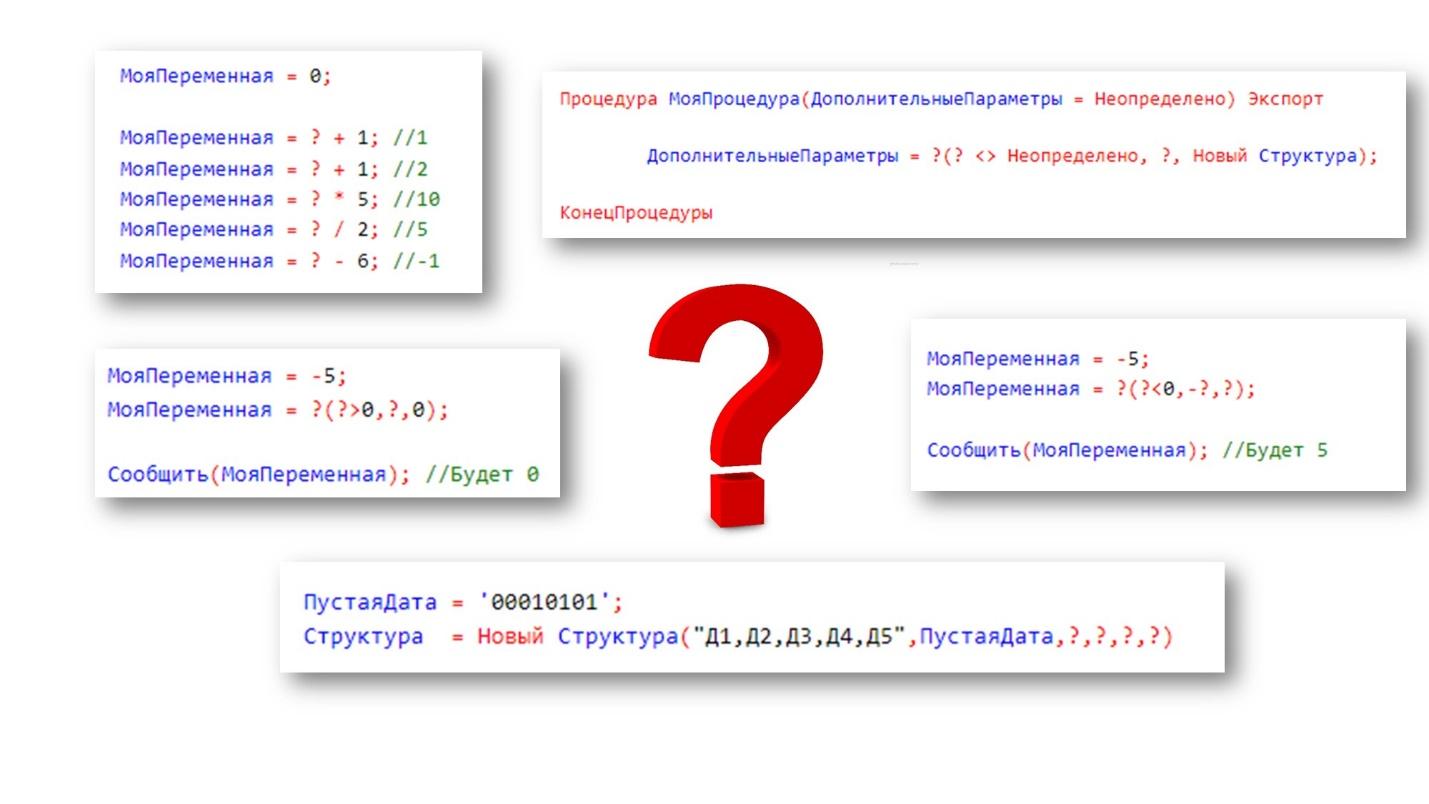 МояПеременная = 0;
МояПеременная = ? + 1; //1
МояПеременная = ? + 1; //2
МояПеременная = ? * 5; //10
МояПеременная = ? / 2; //5
МояПеременная = ? - 6; //-1
Процедура МояПроцедура(ДополнительныеПараметры = Неопределено) Экспорт
ДополнительныеПараметры = ?(? <> Неопределено, ?, Новый Структура);
КонецПроцедуры
?
МояПеременная = -5;
МояПеременная = ?(?>0,?,0);
Сообщить(МояПеременная); //Будет 0
МояПеременная = -5;
МояПеременная = ?(?<0,-?,?);
Сообщить(МояПеременная); //Будет 5
ПустаяДата = '00010101';
Структура  = Новый Структура("Д1,Д2,Д3,Д4,Д5",ПустаяДата,?,?,?,?)